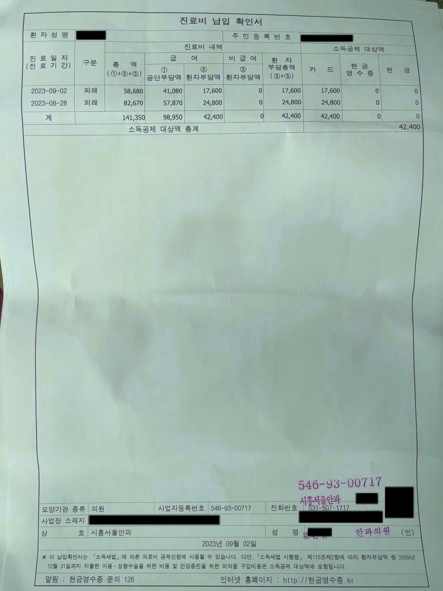 진료비 납입 확인서
환 자 성 명 주 민 등 록 번 호
진 료 일 자 (진 료 기 간) 구분 진료비 내역 소득공제 대상액
총 액 (①+②+③) 급 여 비 급 여 환 자 부담총액 (②+③) 카 드 현 금 영 수 증 현 금
① 공단부담액 ② 환자부담액 ③ 환자부담액
2023-09-02 외래 58,680 41,080 17,600 0 17,600 17,600 0 0
2023-08-28 외래 82,670 57,870 24,800 0 24,800 24,800 0 0
계 141,350 98,950 42,400 0 42,400 42,400 0 0
소득공제 대상액 총계 42,400
546-93-00717
시흥서울안과
요양기관 종류 의원 사업자등록번호 546-93-00717 전화번호 031-507-1717
사업장 소재지
상 호 시흥서울안과 성 명 안과의원 (인)
2023년 09월 02일
※ 이 납입확인서는 「소득세법」에 따른 의료비 공제신청에 사용할 수 있습니다. 다만, 「소득세법 시행령」 제110조제2항에 따라 환자부담액 중 2009년
12월 31일까지 지출한 미용·성형수술을 위한 비용 및 건강증진을 위한 의약품 구입비용은 소득공제 대상액에 포함됩니다.
알림 : 현금영수증 문의 126 인터넷 홈페이지 : http://현금영수증.kr